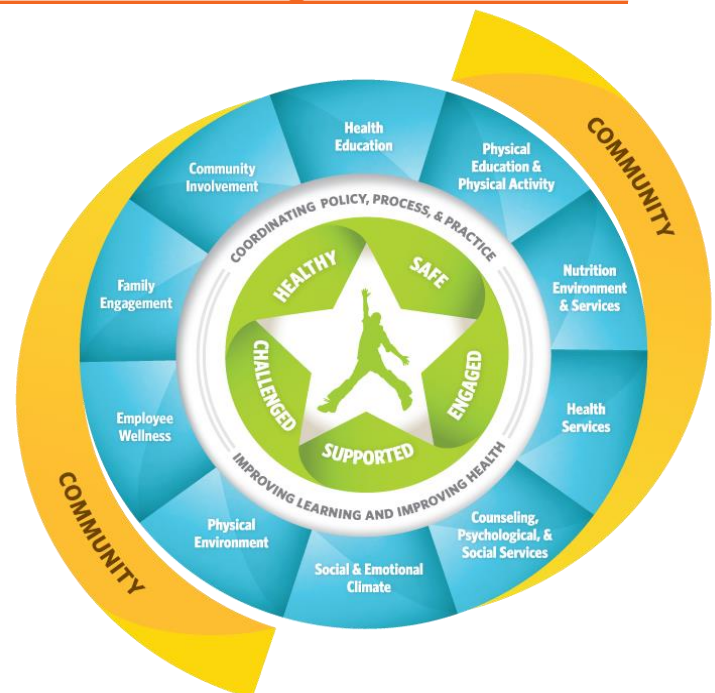 COMMUNITY
Health
Education
Physical
Education &
Physical Activity
Nutrition
Environment
& Services
Health
Services
Counseling,
Psychological, &
Social Services
Social & Emotional
Climate
Physical
Environment
Employee
Wellness
Family
Engagement
Community
Involvement
COORDINATING POLICY, PROCESS, & PRACTICE
IMPROVING LEARNING AND IMPROVING HEALTH
HEALTHY
SAFE
ENGAGED
SUPPORTED
CHALLENGED
COMMUNITY